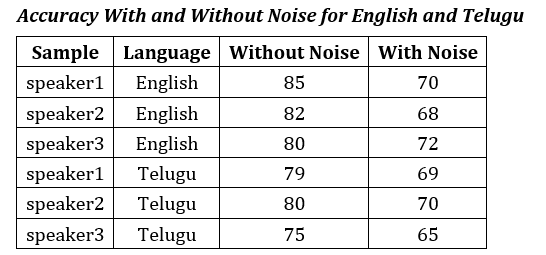 Accuracy With and Without Noise for English and Telugu
Sample Language Without Noise With Noise
speaker1 English 85 70
speaker2 English 82 68
speaker3 English 80 72
speaker1 Telugu 79 69
speaker2 Telugu 80 70
speaker3 Telugu 75 65